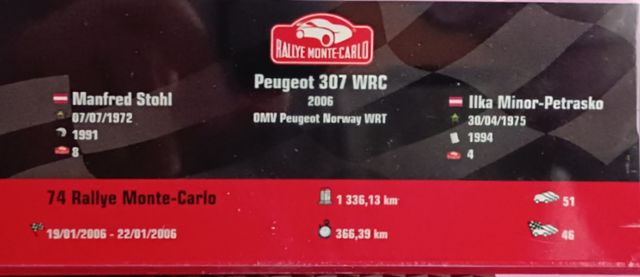 RALLYE MONTE-CARLO
Peugeot 307 WRC
2006
OMV Peugeot Norway WRT
Manfred Stohl
07/07/1972
1991
8
Ilka Minor-Petrasko
30/04/1975
1994
4
74 Rallye Monte-Carlo
19/01/2006 - 22/01/2006
1 336,13 km
366,39 km
51
46